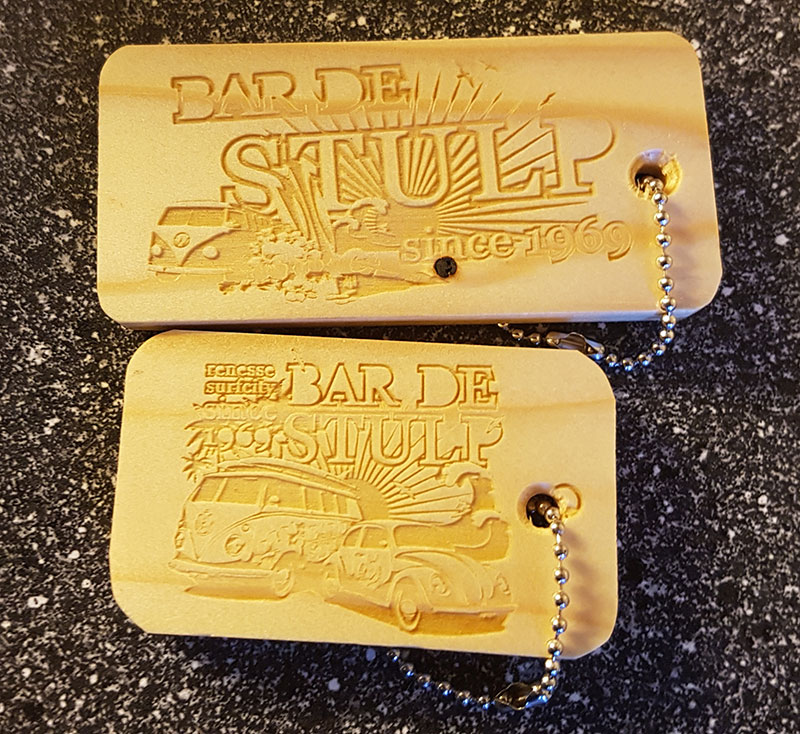 BAR DE
STULP
since 1969
renesse
surfcity
since
1969
BAR DE
STULP